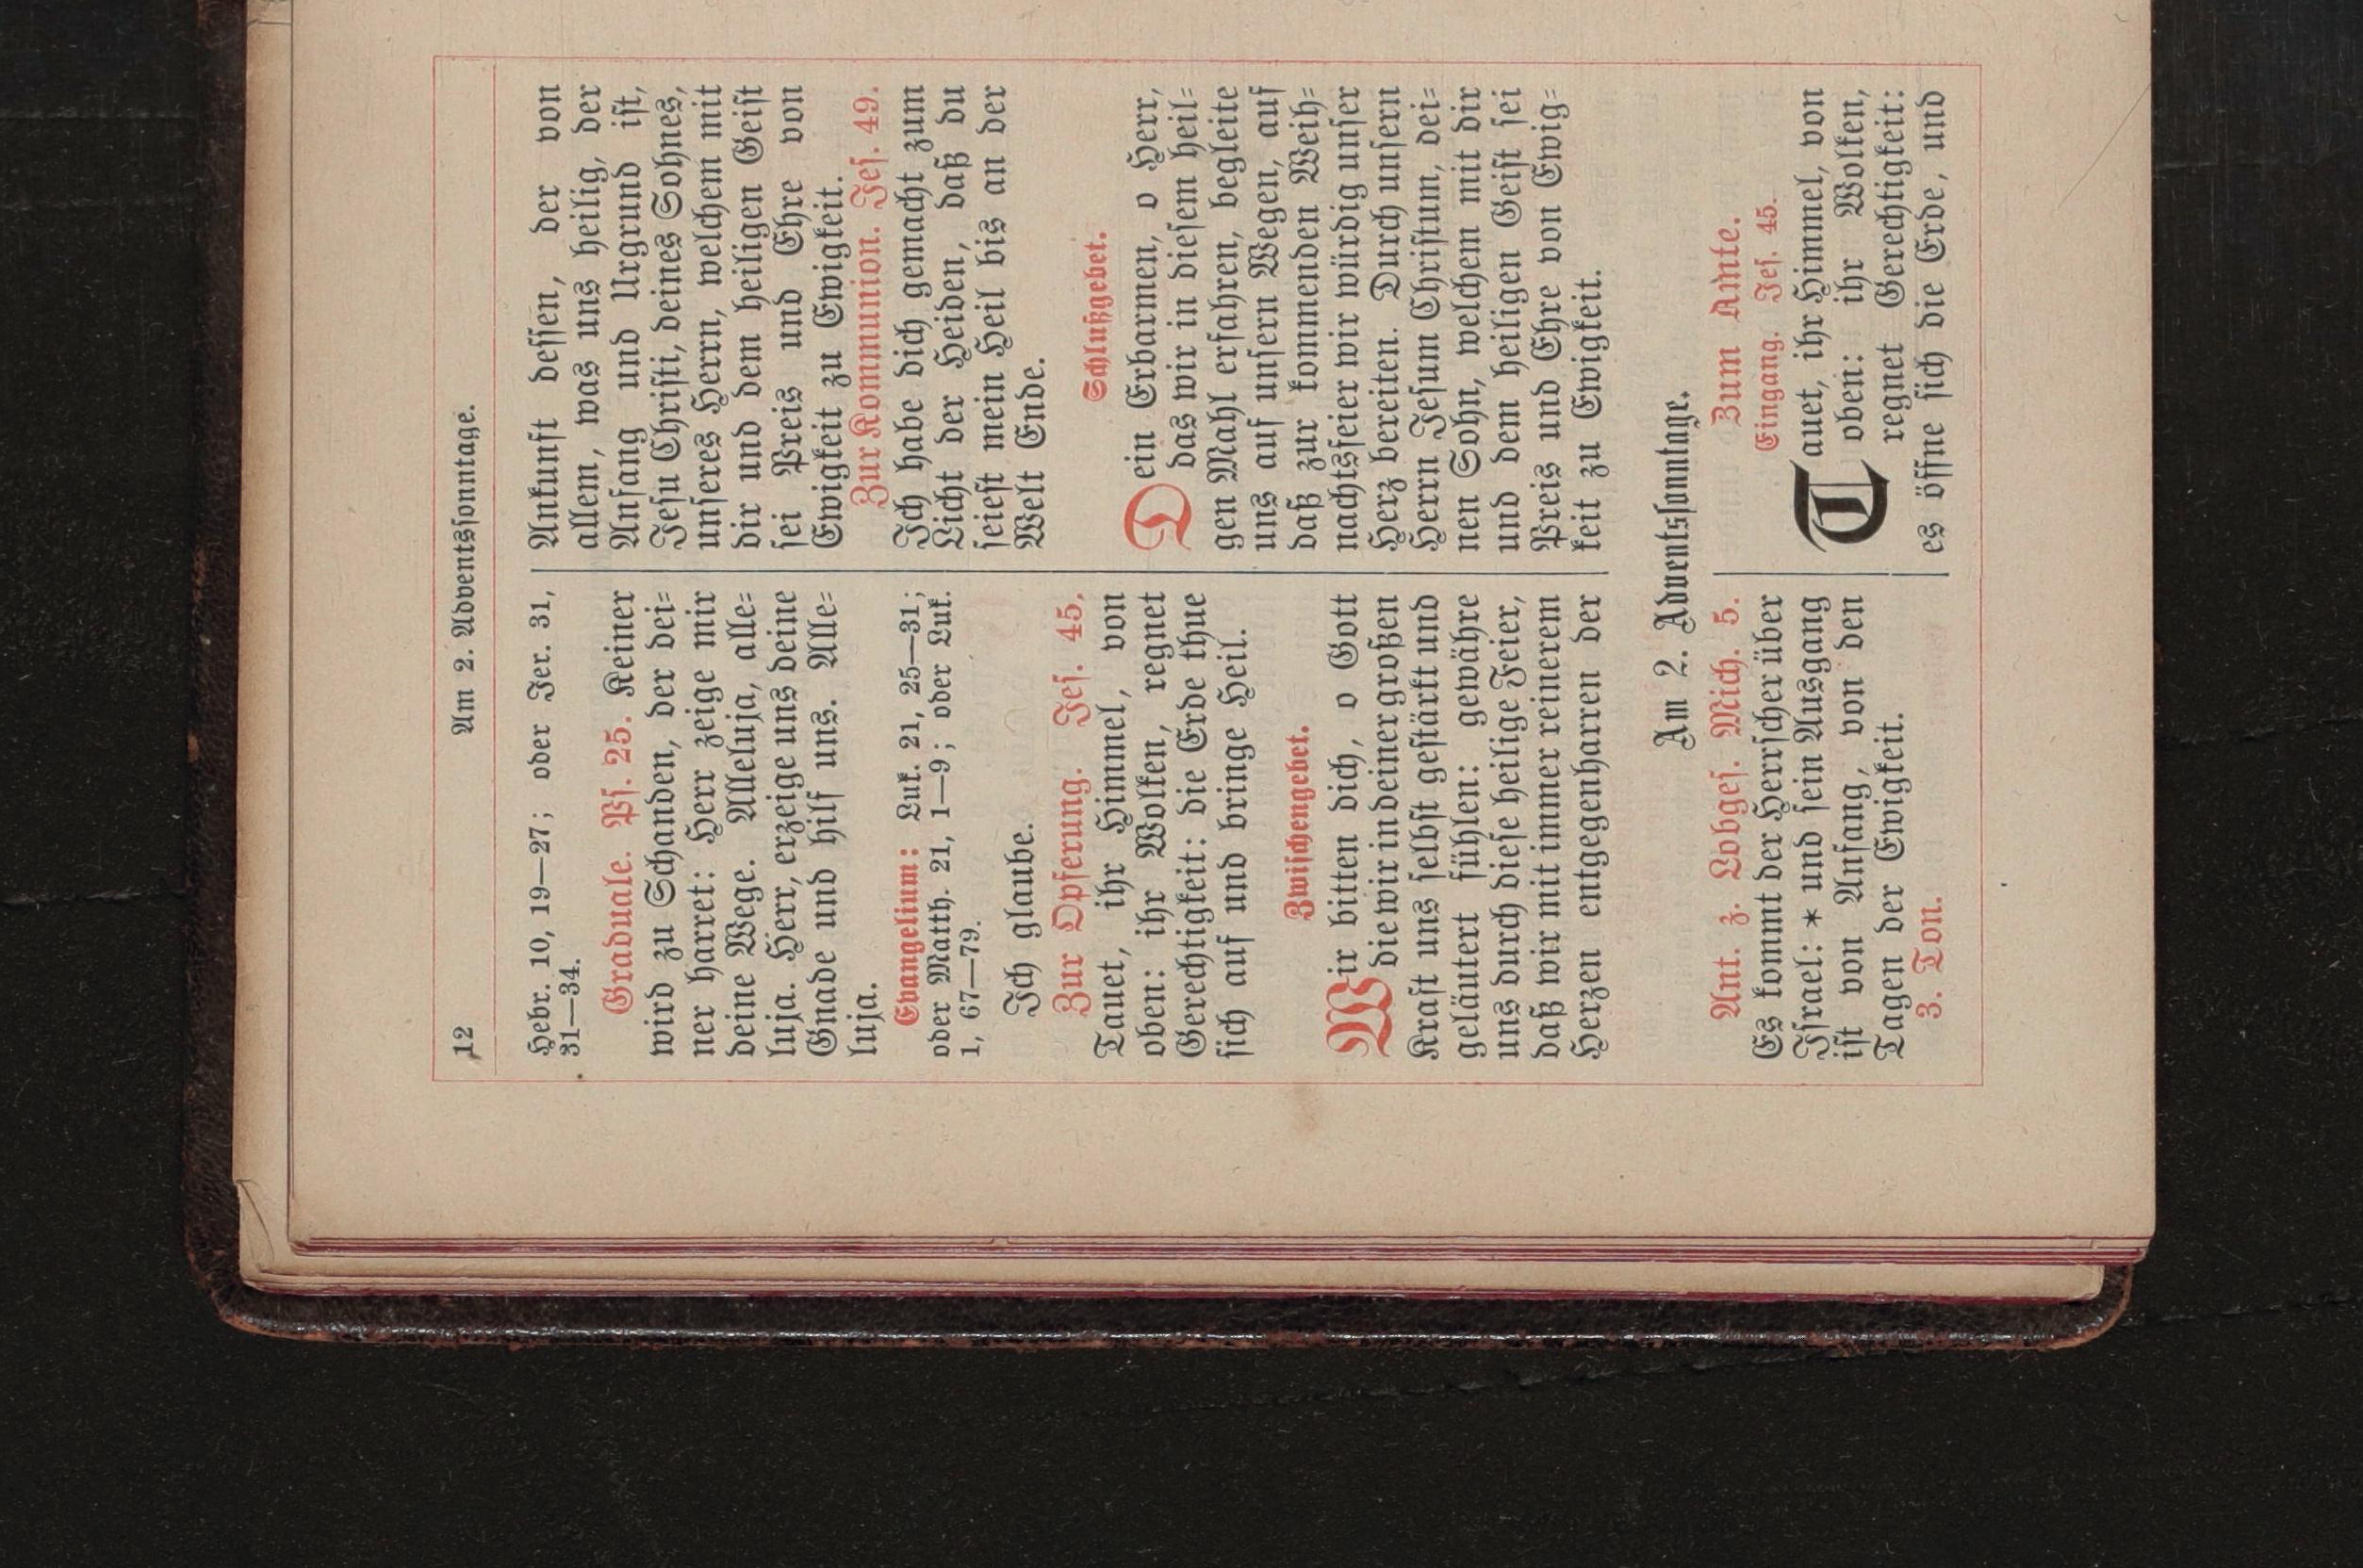 12 Am 2. Adventssonntage.
Hebr. 10, 19—27; oder Jer. 31,
31—34.
Graduale. Ps. 25. Keiner
wird zu Schanden, der dei=
ner harret: Herr zeige mir
deine Wege. Alleluja, alle=
luja. Herr, erzeige uns deine
Gnade und hilf uns. Alle=
luja.
Evangelium: Luk. 21, 25—31;
oder Matth. 21, 1—9; oder Luk.
1, 67—79.
Ich glaube.
Zur Opferung. Jes. 45.
Tauet, ihr Himmel, von
oben: ihr Wolken, regnet
Gerechtigkeit: die Erde thue
sich auf und bringe Heil.
Zwischengebet.
Wir bitten dich, o Gott
die wir in deiner großen
Kraft uns selbst gestärkt und
geläutert fühlen: gewähre
uns durch diese heilige Feier,
daß wir mit immer reinerem
Herzen entgegenharren der
Ankunft dessen, der von
allem, was uns heilig, der
Anfang und Urgrund ist,
Jesu Christi, deines Sohnes,
unseres Herrn, welchem mit
dir und dem heiligen Geist
sei Preis und Ehre von
Ewigkeit zu Ewigkeit.
Zur Kommunion. Jes. 49.
Ich habe dich gemacht zum
Licht der Heiden, daß du
seiest mein Heil bis an der
Welt Ende.
Schlußgebet.
Dein Erbarmen, o Herr,
das wir in diesem heil=
gen Mahl erfahren, begleite
uns auf unsern Wegen, auf
daß zur kommenden Weih=
nachtsfeier wir würdig unser
Herz bereiten. Durch unsern
Herrn Jesum Christum, dei=
nen Sohn, welchem mit dir
und dem heiligen Geist sei
Preis und Ehre von Ewig=
keit zu Ewigkeit.
Am 2. Adventssonntage.
Ant. z. Lobges. Mich. 5.
Es kommt der Herrscher über
Israel: * und sein Ausgang
ist von Anfang, von den
Tagen der Ewigkeit.
3. Ton.
Zum Amte.
Eingang. Jes. 45.
Tauet, ihr Himmel, von
oben: ihr Wolken,
regnet Gerechtigkeit:
es öffne sich die Erde, und